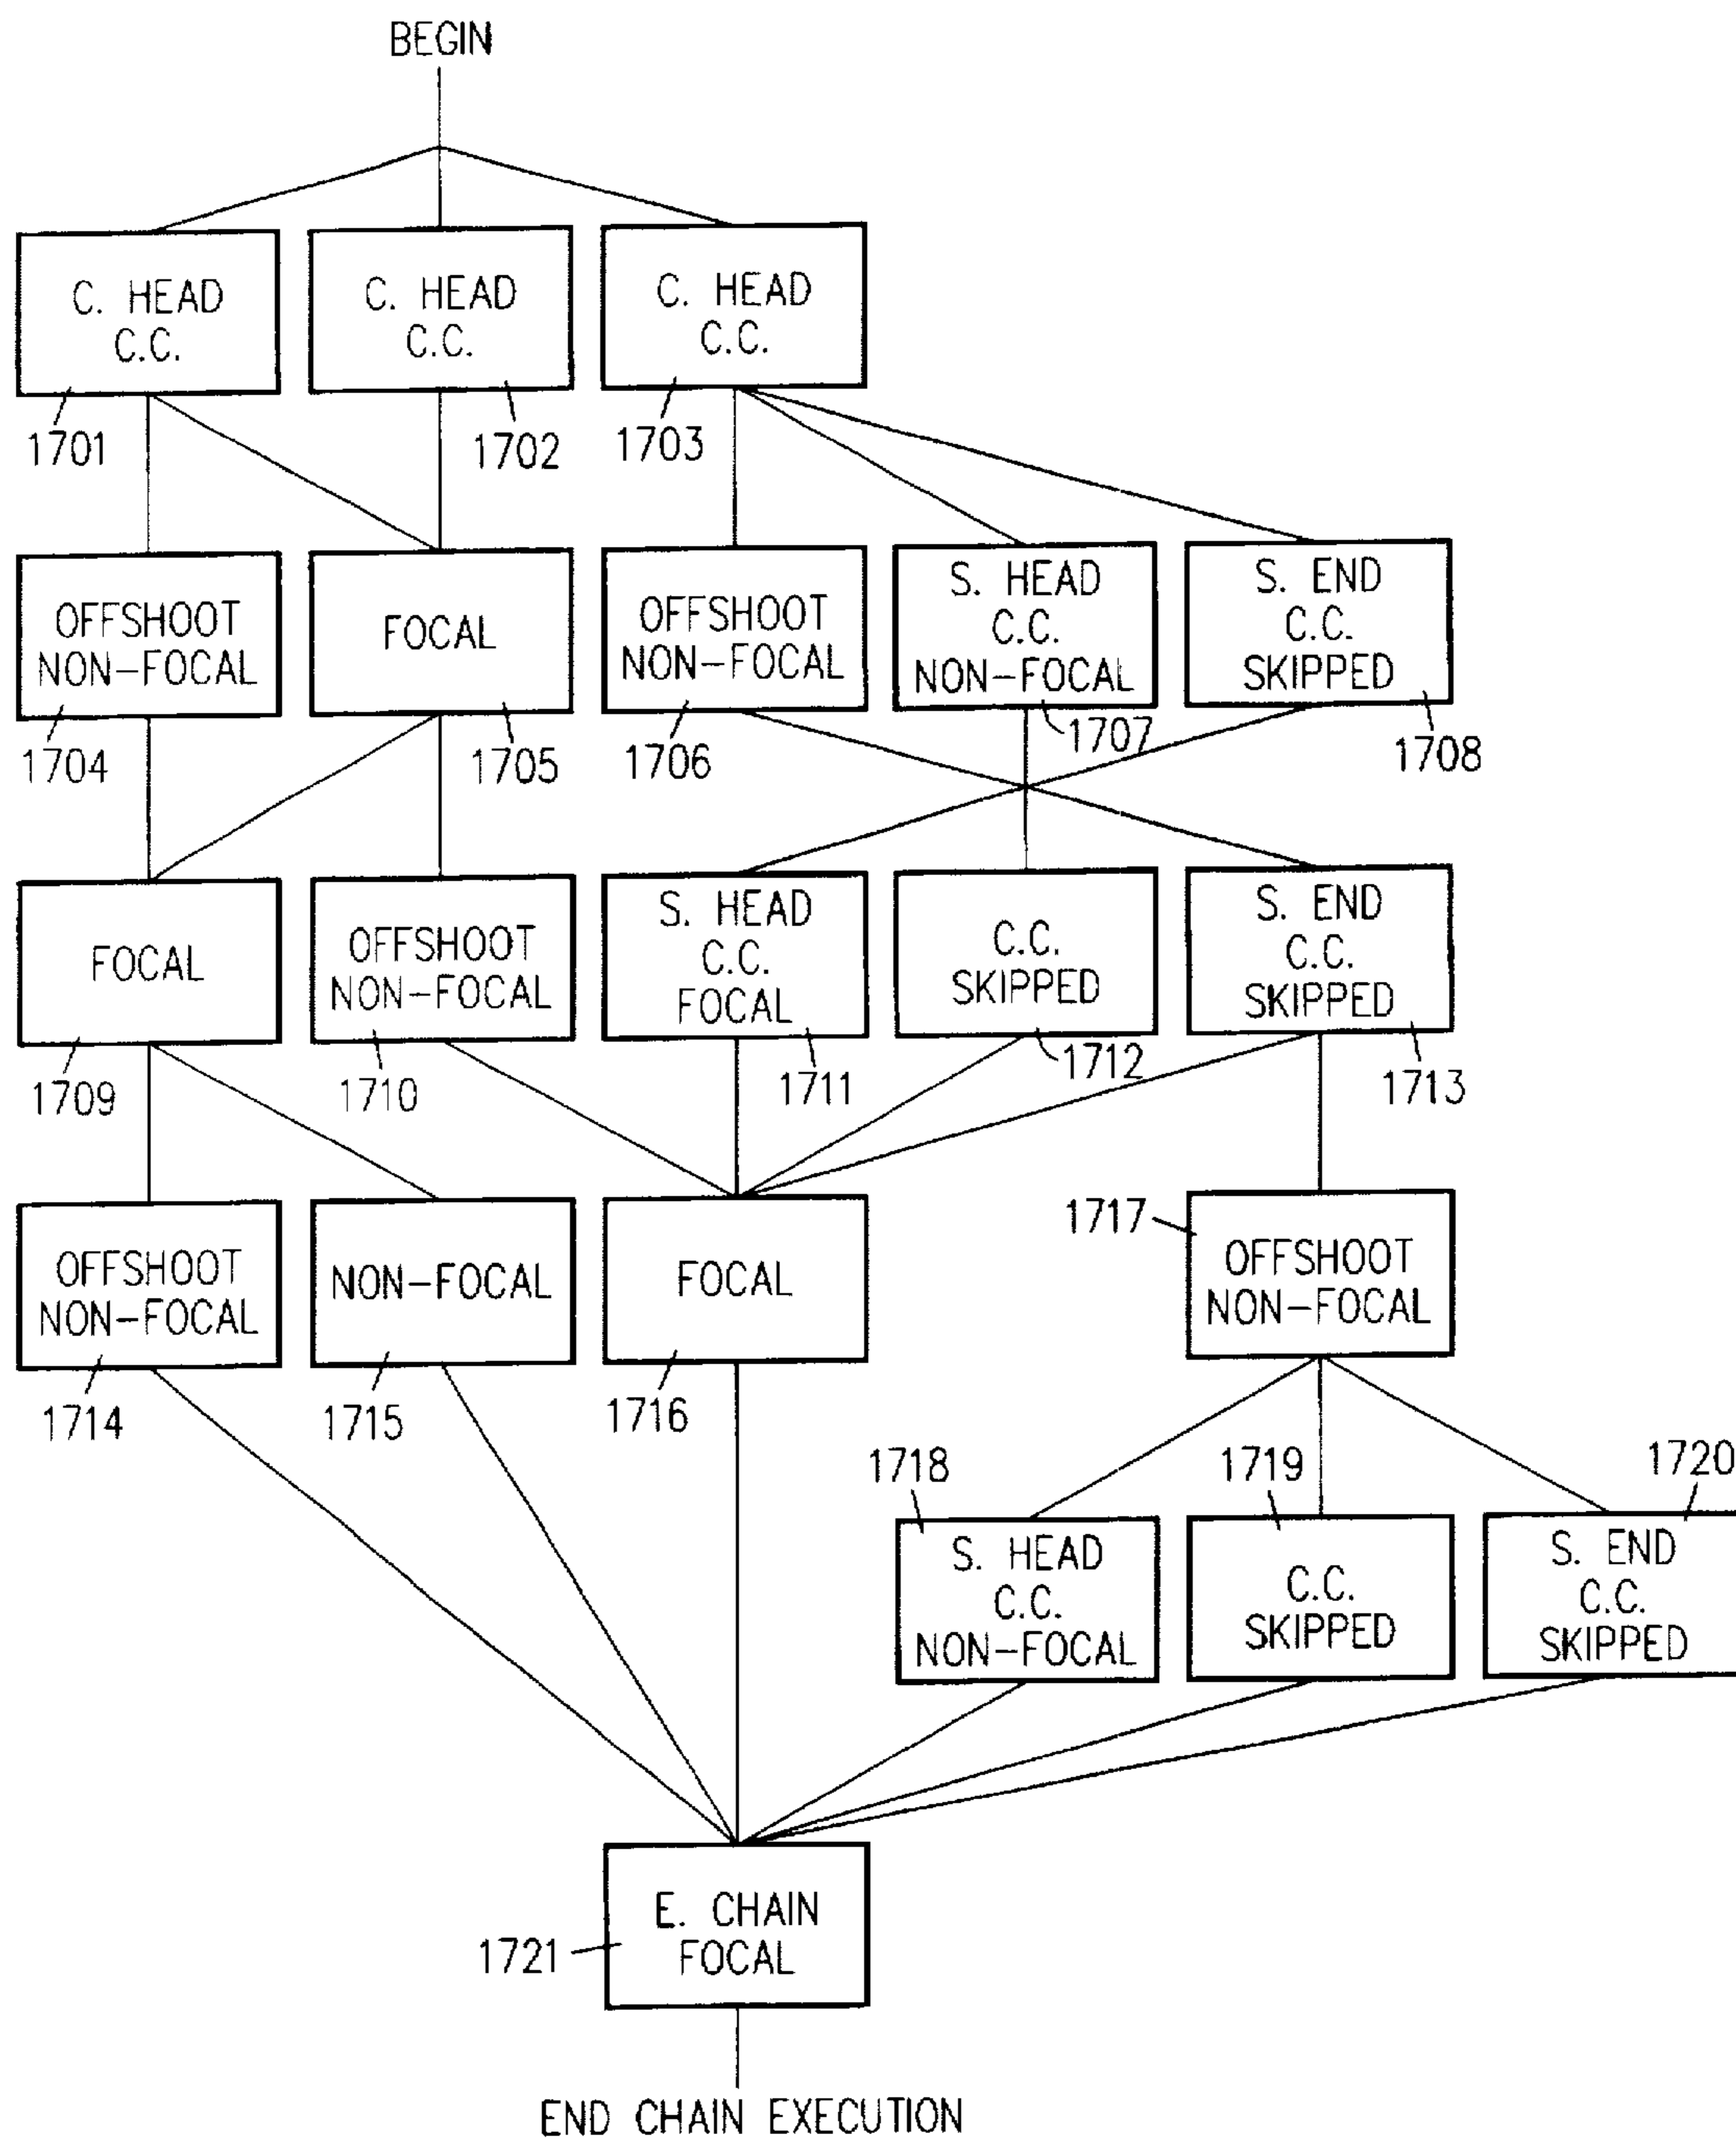 BEGIN
C. HEAD
C.C.
1701
C. HEAD
C.C.
1702
C. HEAD
C.C.
1703
OFFSHOOT
NON-FOCAL
1704
FOCAL
1705
OFFSHOOT
NON-FOCAL
1706
S. HEAD
C.C.
NON-FOCAL
1707
S. END
C.C.
SKIPPED
1708
FOCAL
1709
OFFSHOOT
NON-FOCAL
1710
S. HEAD
C.C.
FOCAL
1711
C.C.
SKIPPED
1712
S. END
C.C.
SKIPPED
1713
OFFSHOOT
NON-FOCAL
1714
NON-FOCAL
1715
FOCAL
1716
1717
OFFSHOOT
NON-FOCAL
1718
S. HEAD
C.C.
NON-FOCAL
1719
C.C.
SKIPPED
1720
S. END
C.C.
SKIPPED
E. CHAIN
FOCAL
1721
END CHAIN EXECUTION